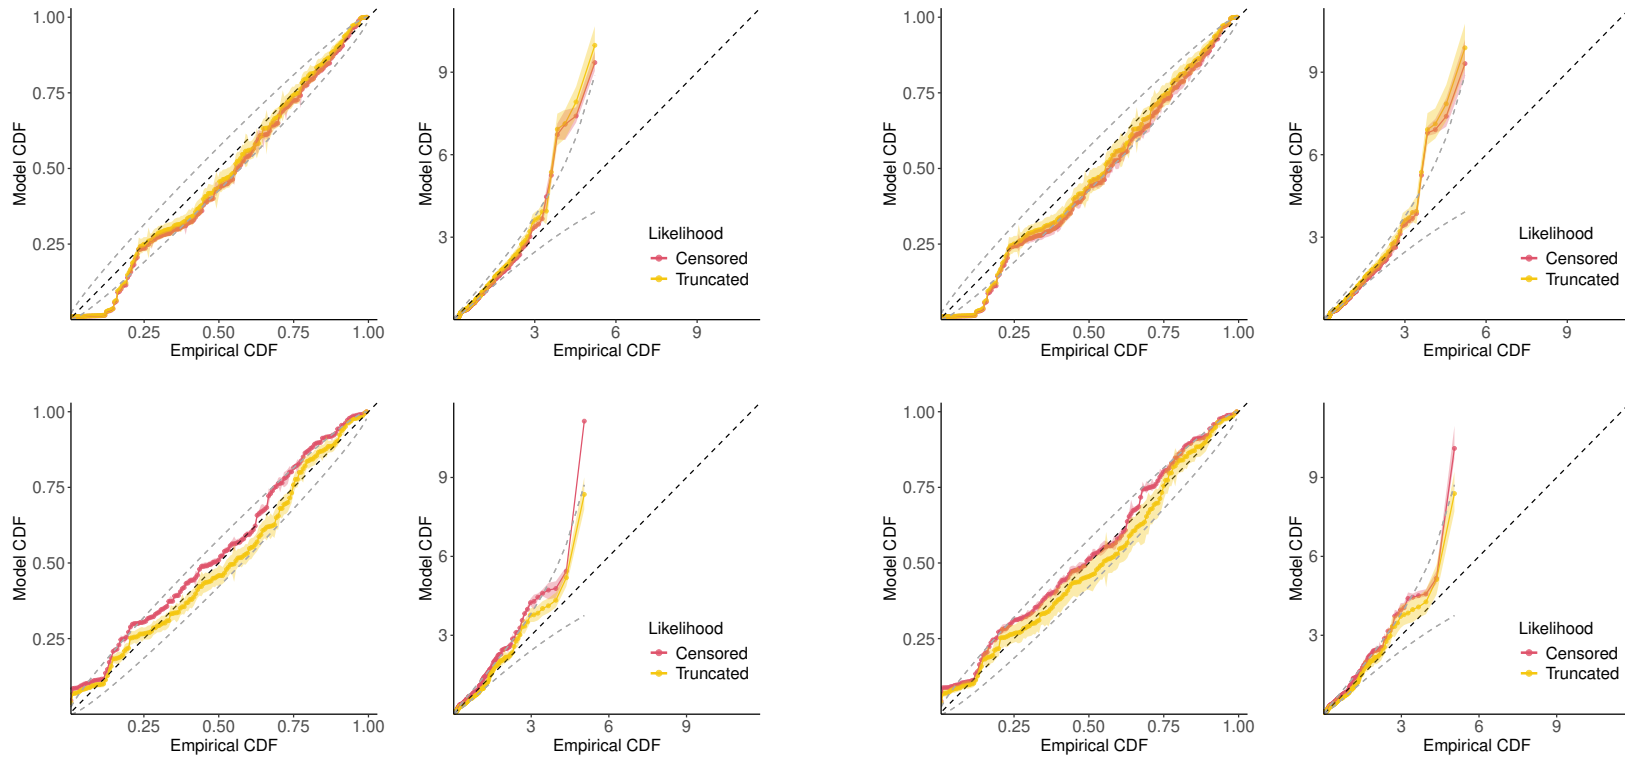 1.00
0.75
0.50
0.25
Model CDF
0.25 0.50 0.75 1.00
Empirical CDF
9
6
3
Model CDF
3 6 9
Empirical CDF
Likelihood
Censored
Truncated
1.00
0.75
0.50
0.25
Model CDF
0.25 0.50 0.75 1.00
Empirical CDF
9
6
3
Model CDF
3 6 9
Empirical CDF
Likelihood
Censored
Truncated
1.00
0.75
0.50
0.25
Model CDF
0.25 0.50 0.75 1.00
Empirical CDF
9
6
3
Model CDF
3 6 9
Empirical CDF
Likelihood
Censored
Truncated
1.00
0.75
0.50
0.25
Model CDF
0.25 0.50 0.75 1.00
Empirical CDF
9
6
3
Model CDF
3 6 9
Empirical CDF
Likelihood
Censored
Truncated